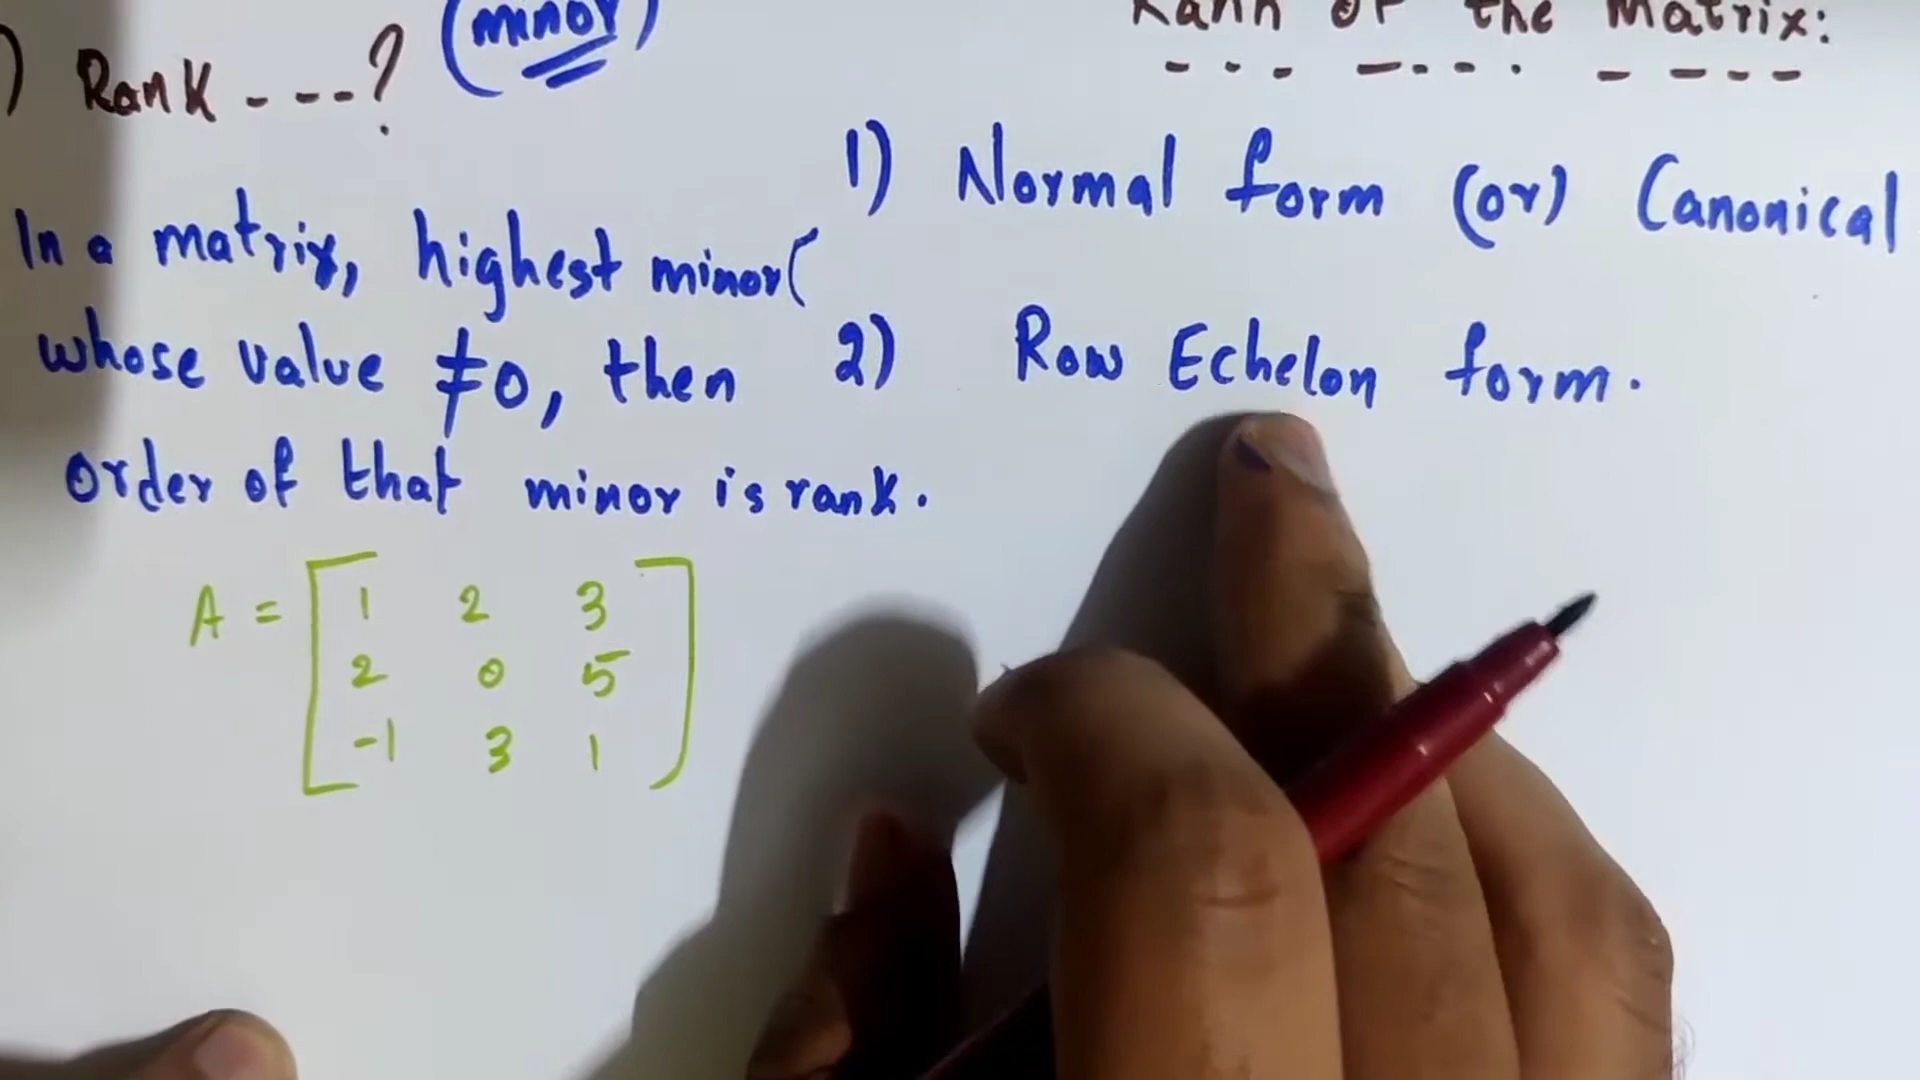 ) Rank ---? (minor)
In a matrix, highest minor(
whose value ≠0, then
order of that minor is rank.
A = [ 1 2 3
2 0 5
-1 3 1 ]
of the Matrix:
1) Normal form (or) Canonical
2) Row Echelon form.